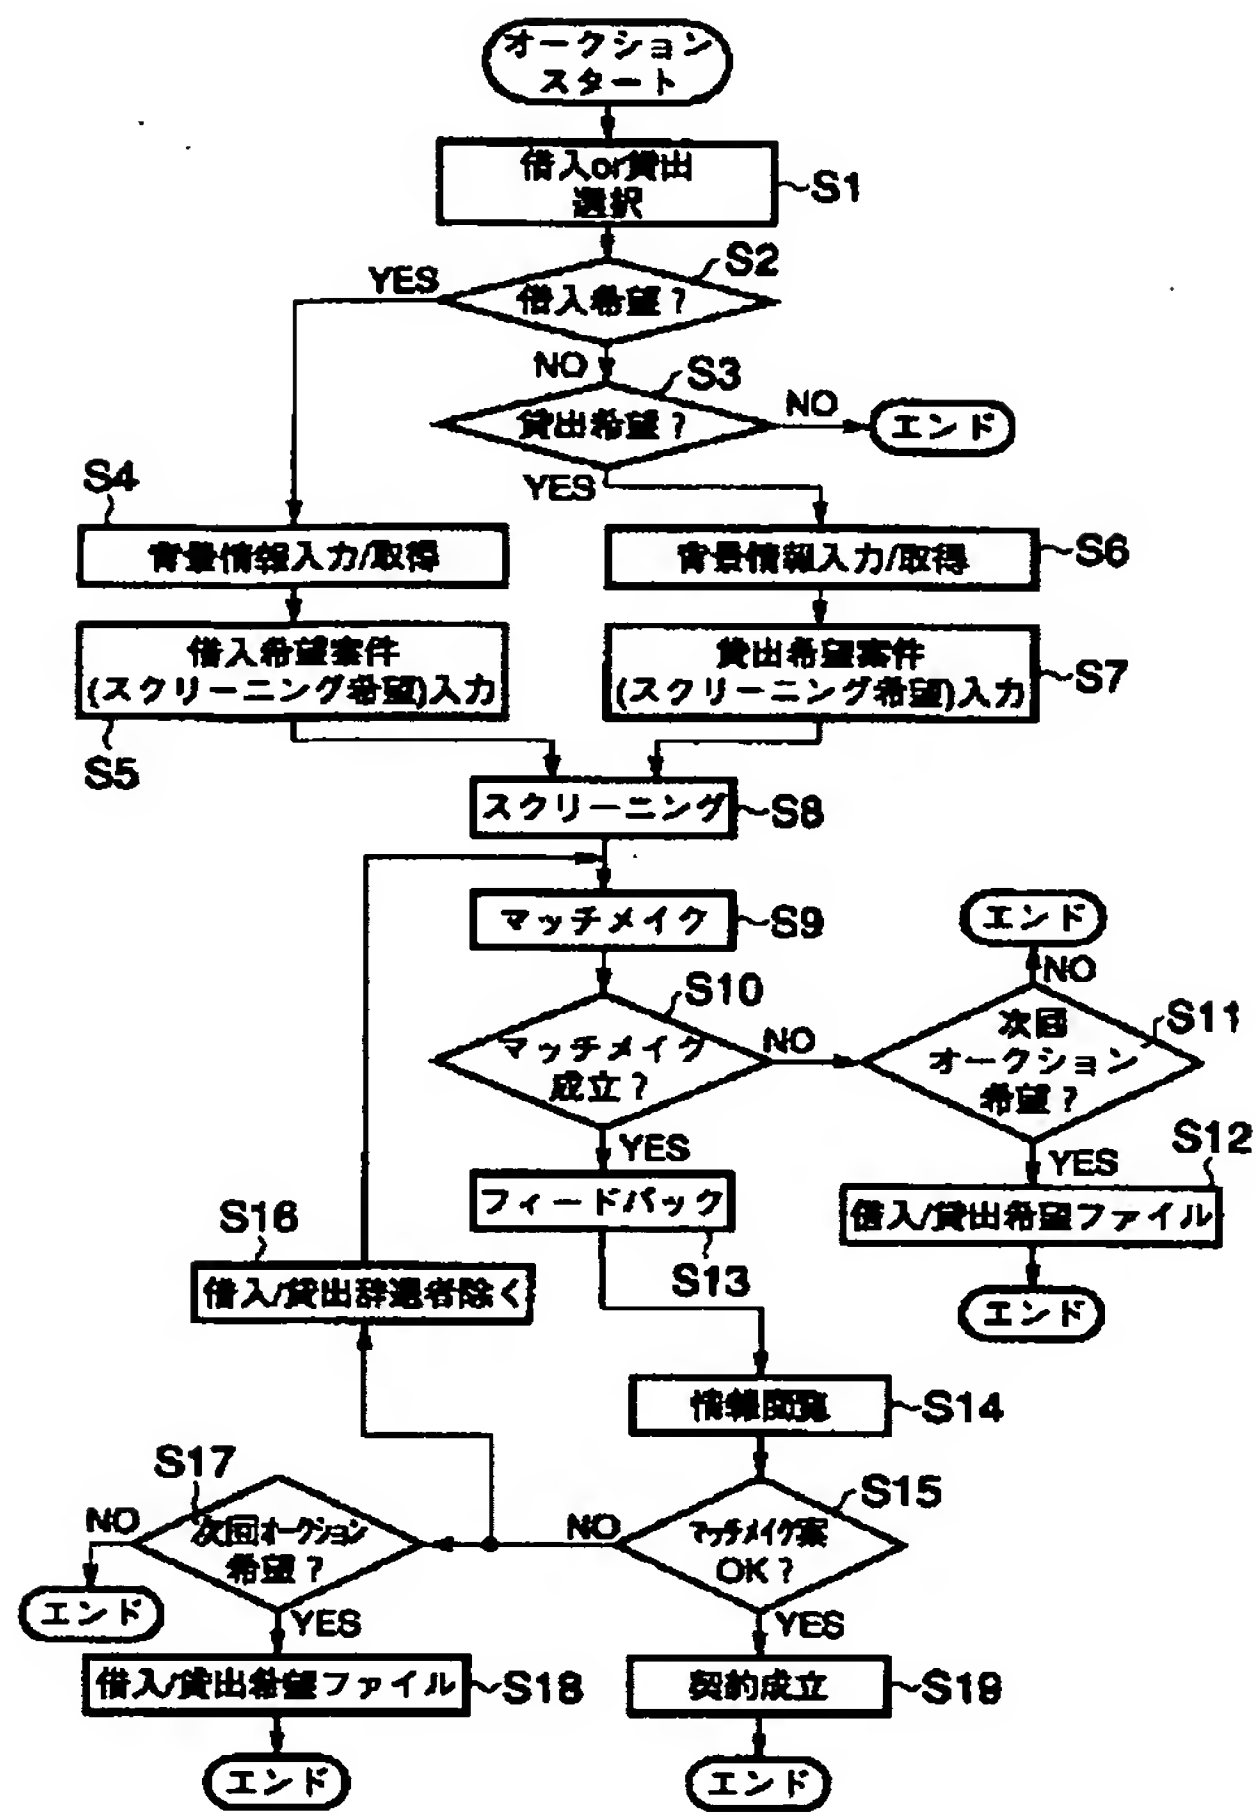 オークション
スタート
借入or貸出
選択
S1
S2
YES
借入希望?
NO
S3
貸出希望?
NO
エンド
YES
S4
背景情報入力/取得
背景情報入力/取得
S6
借入希望案件
(スクリーニング希望)入力
貸出希望案件
(スクリーニング希望)入力
S7
S5
スクリーニング
S8
マッチメイク
S9
エンド
NO
S10
マッチメイク
成立?
NO
次回
オークション
希望?
S11
YES
S12
YES
フィードバック
借入/貸出希望ファイル
S16
S13
借入/貸出辞退者除く
エンド
情報閲覧
S14
S17
S15
NO
次回オークション
希望?
NO
マッチメイク案
OK?
エンド
YES
YES
借入/貸出希望ファイル
S18
契約成立
S19
エンド
エンド